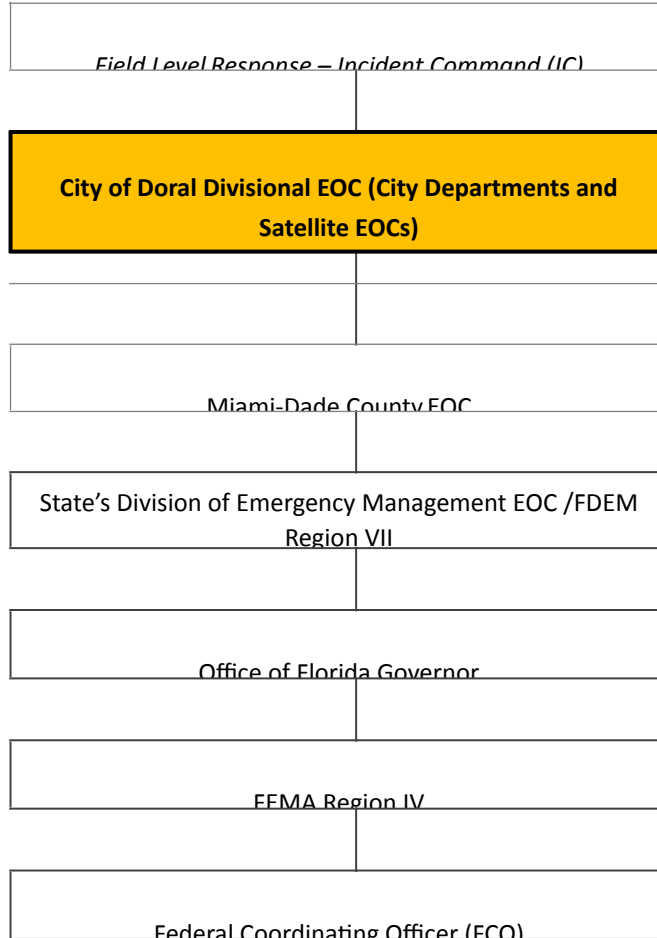 Field Level Response – Incident Command (IC)
City of Doral Divisional EOC (City Departments and
Satellite EOCs)
Miami-Dade County EOC
State’s Division of Emergency Management EOC /FDEM
Region VII
Office of Florida Governor
FEMA Region IV
Federal Coordinating Officer (FCO)